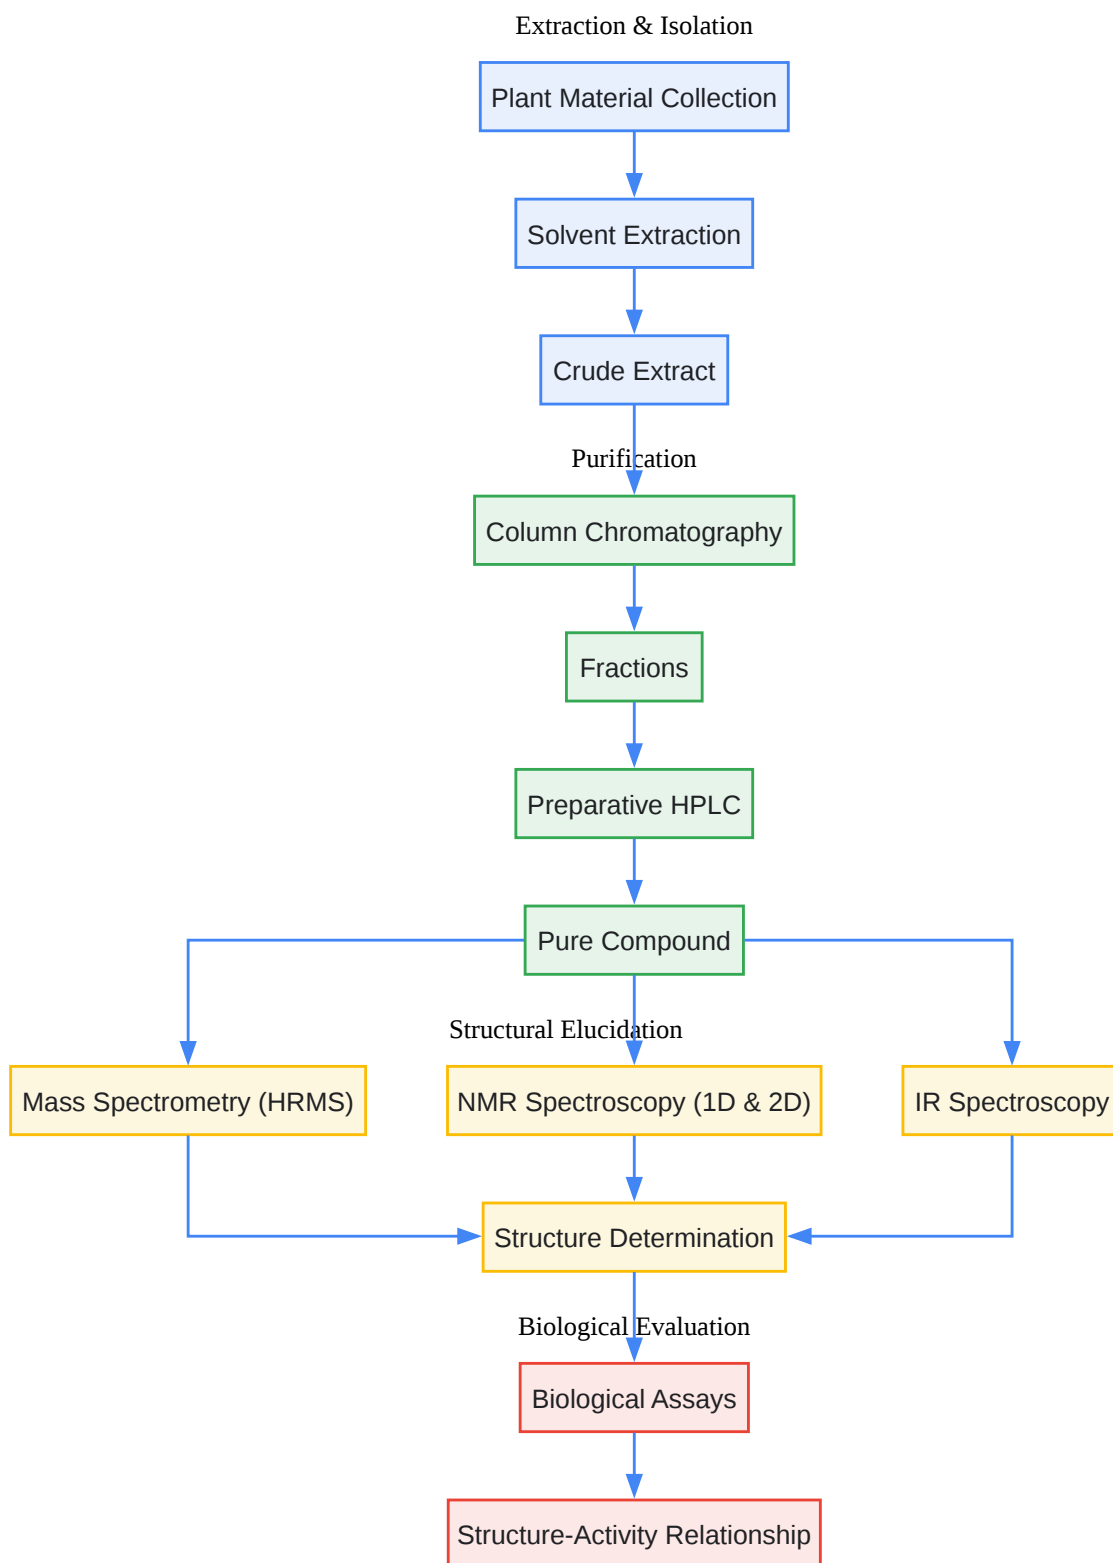 Extraction & Isolation
Plant Material Collection
Solvent Extraction
Crude Extract
Purification
Column Chromatography
Fractions
Preparative HPLC
Pure Compound
Structural Elucidation
Mass Spectrometry (HRMS)
NMR Spectroscopy (1D & 2D)
IR Spectroscopy
Structure Determination
Biological Evaluation
Biological Assays
Structure-Activity Relationship